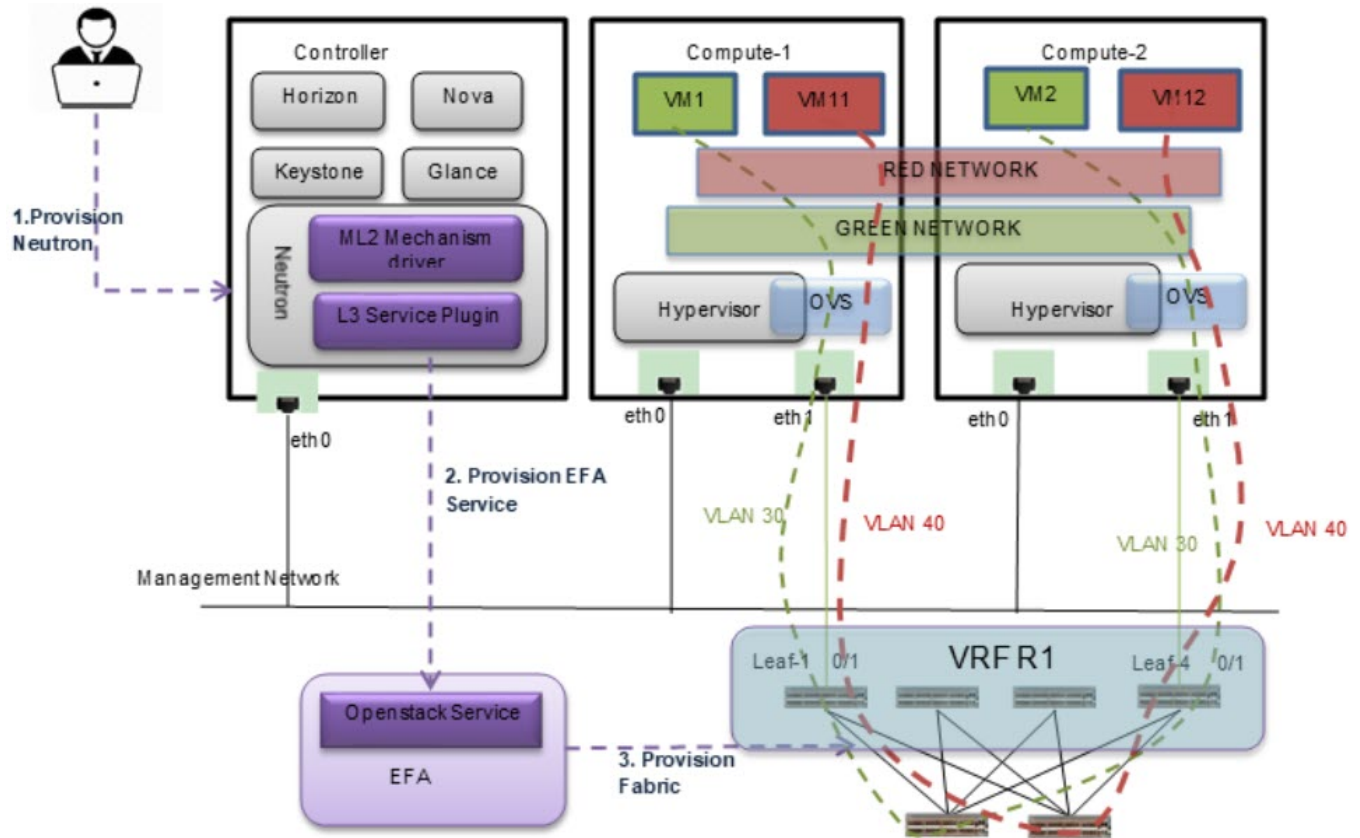 Controller
Horizon
Nova
Keystone
Glance
Neutron
ML2 Mechanism
driver
L3 Service Plugin
eth0
1.Provision
Neutron
Compute-1
VM1
VM11
Compute-2
VM2
VM12
RED NETWORK
GREEN NETWORK
Hypervisor
OVS
Hypervisor
OVS
eth0
eth1
eth0
eth1
2. Provision EFA
Service
VLAN 30
VLAN 40
VLAN 30
VLAN 40
Management Network
Leaf-1 0/1
VRF R1
Leaf-4 0/1
Openstack Service
EFA
3. Provision
Fabric